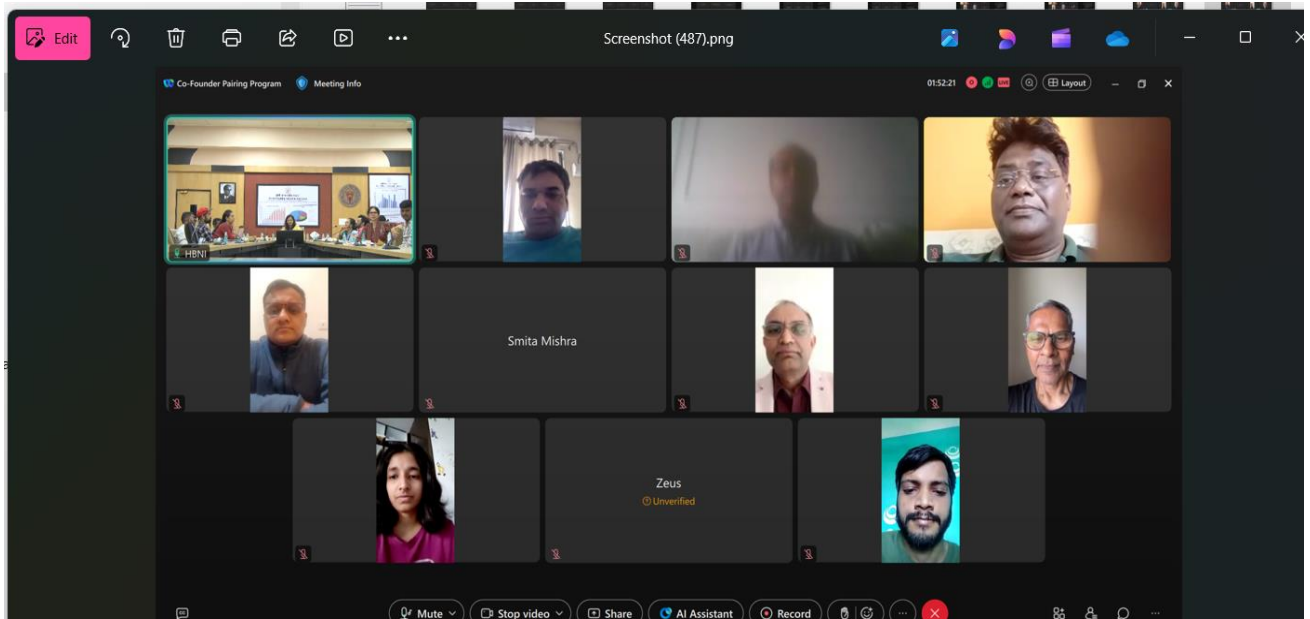 Edit
Screenshot (487).png
Co-Founder Pairing Program
Meeting Info
01:52:21
LIVE
Layout
HBNI
Smita Mishra
Zeus
Unverified
Mute
Stop video
Share
AI Assistant
Record